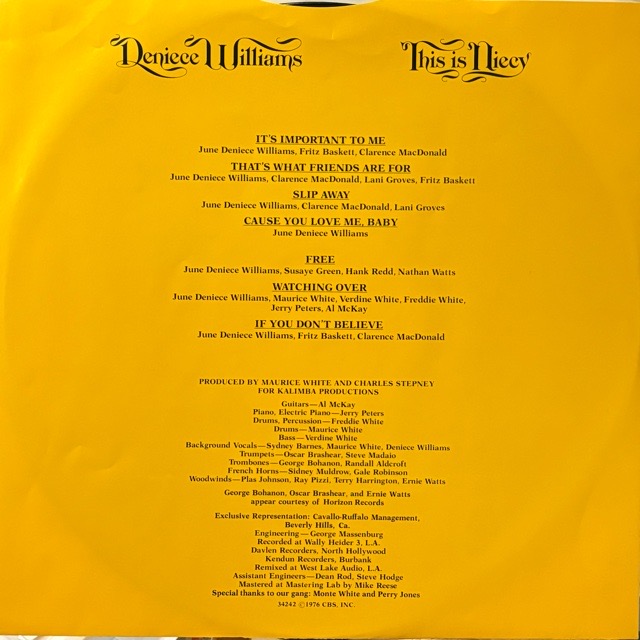 Deniece Williams
This is Niecy
IT'S IMPORTANT TO ME
June Deniece Williams, Fritz Baskett, Clarence MacDonald
THAT'S WHAT FRIENDS ARE FOR
June Deniece Williams, Clarence MacDonald, Lani Groves, Fritz Baskett
SLIP AWAY
June Deniece Williams, Clarence MacDonald, Lani Groves
CAUSE YOU LOVE ME, BABY
June Deniece Williams
FREE
June Deniece Williams, Susaye Green, Hank Redd, Nathan Watts
WATCHING OVER
June Deniece Williams, Maurice White, Verdine White, Freddie White,
Jerry Peters, Al McKay
IF YOU DON'T BELIEVE
June Deniece Williams, Fritz Baskett, Clarence MacDonald
PRODUCED BY MAURICE WHITE AND CHARLES STEPNEY
FOR KALIMBA PRODUCTIONS
Guitars—Al McKay
Piano, Electric Piano—Jerry Peters
Drums, Percussion—Freddie White
Drums—Maurice White
Bass—Verdine White
Background Vocals—Sydney Barnes, Maurice White, Deniece Williams
Trumpets—Oscar Brashear, Steve Madaio
Trombones—George Bohanon, Randall Aldcroft
French Horns—Sidney Muldrow, Gale Robinson
Woodwinds—Plas Johnson, Ray Pizzi, Terry Harrington, Ernie Watts
George Bohanon, Oscar Brashear, and Ernie Watts
appear courtesy of Horizon Records
Exclusive Representation: Cavallo-Ruffalo Management,
Beverly Hills, Ca.
Engineering—George Massenburg
Recorded at Wally Heider 3, L.A.
Davlen Recorders, North Hollywood
Kendun Recorders, Burbank
Remixed at West Lake Audio, L.A.
Assistant Engineers—Dean Rod, Steve Hodge
Mastered at Mastering Lab by Mike Reese
Special thanks to our gang: Monte White and Perry Jones
34242 ©1976 CBS, INC.